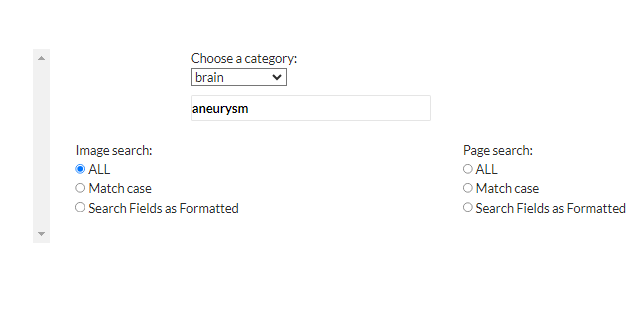 Choose a category:
brain
aneurysm
Image search:
ALL
Match case
Search Fields as Formatted
Page search:
ALL
Match case
Search Fields as Formatted